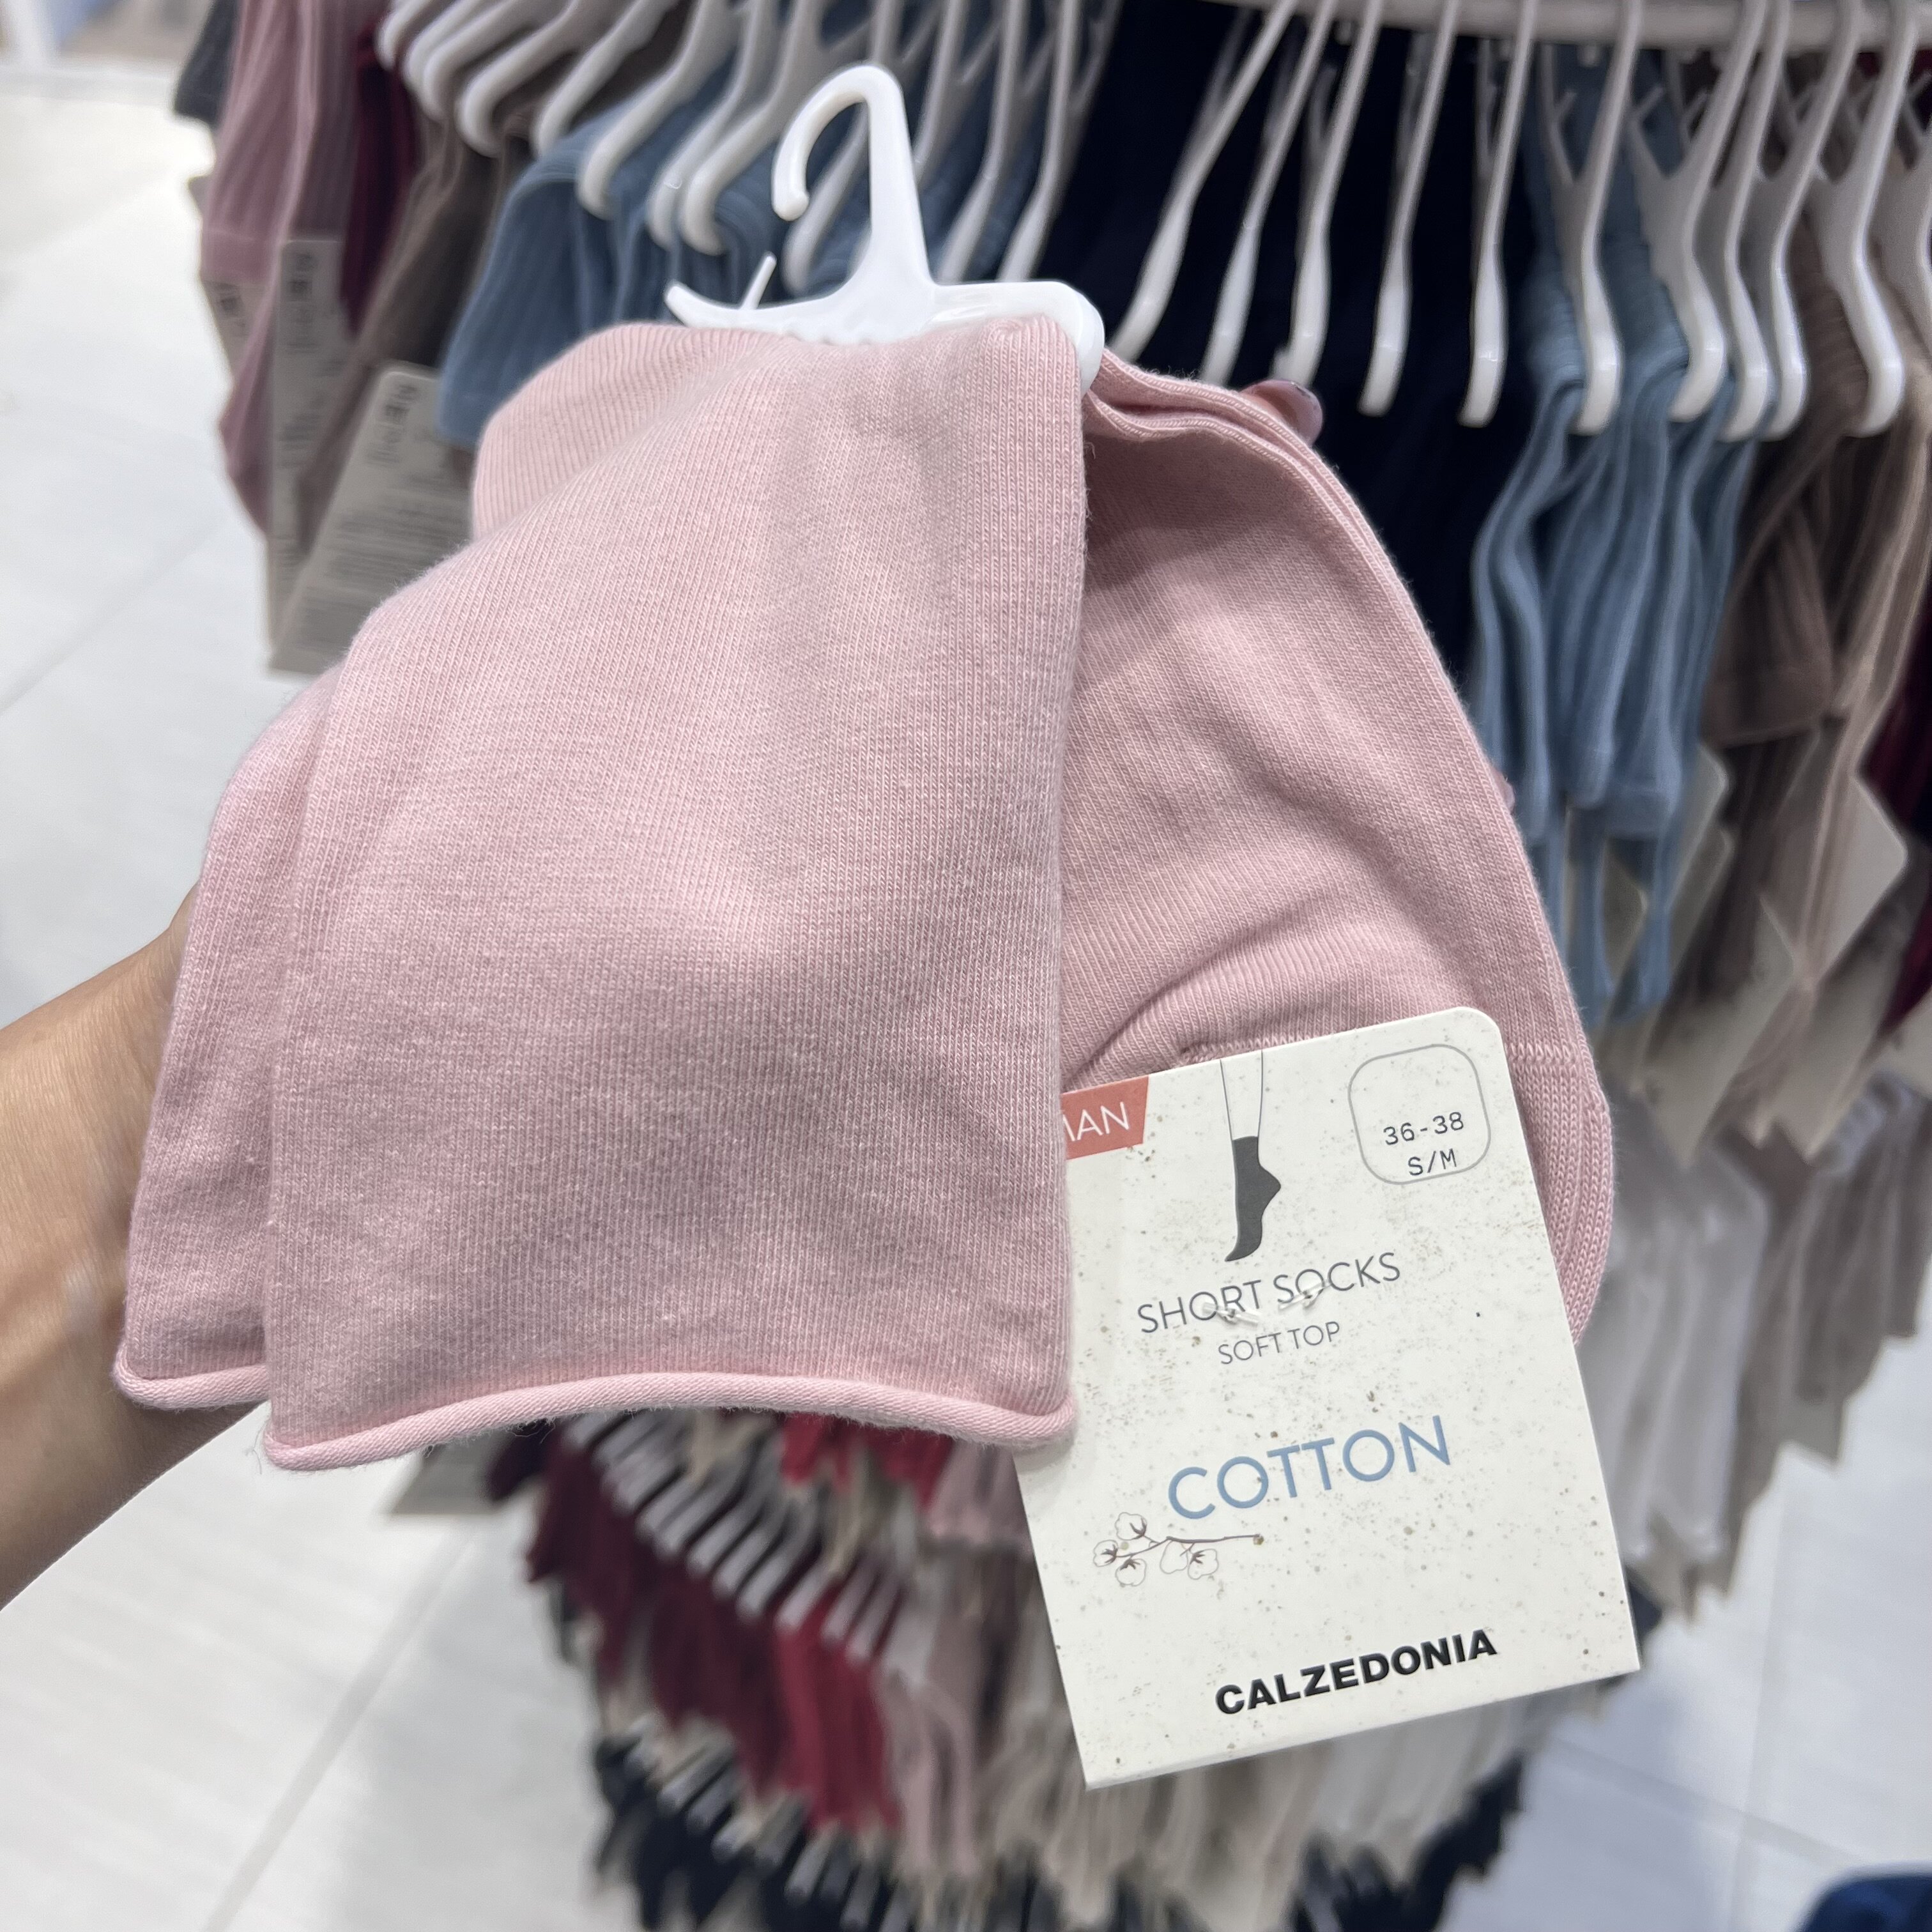 MAN
36-38
S/M
SHORT SOCKS
SOFT TOP
COTTON
CALZEDONIA